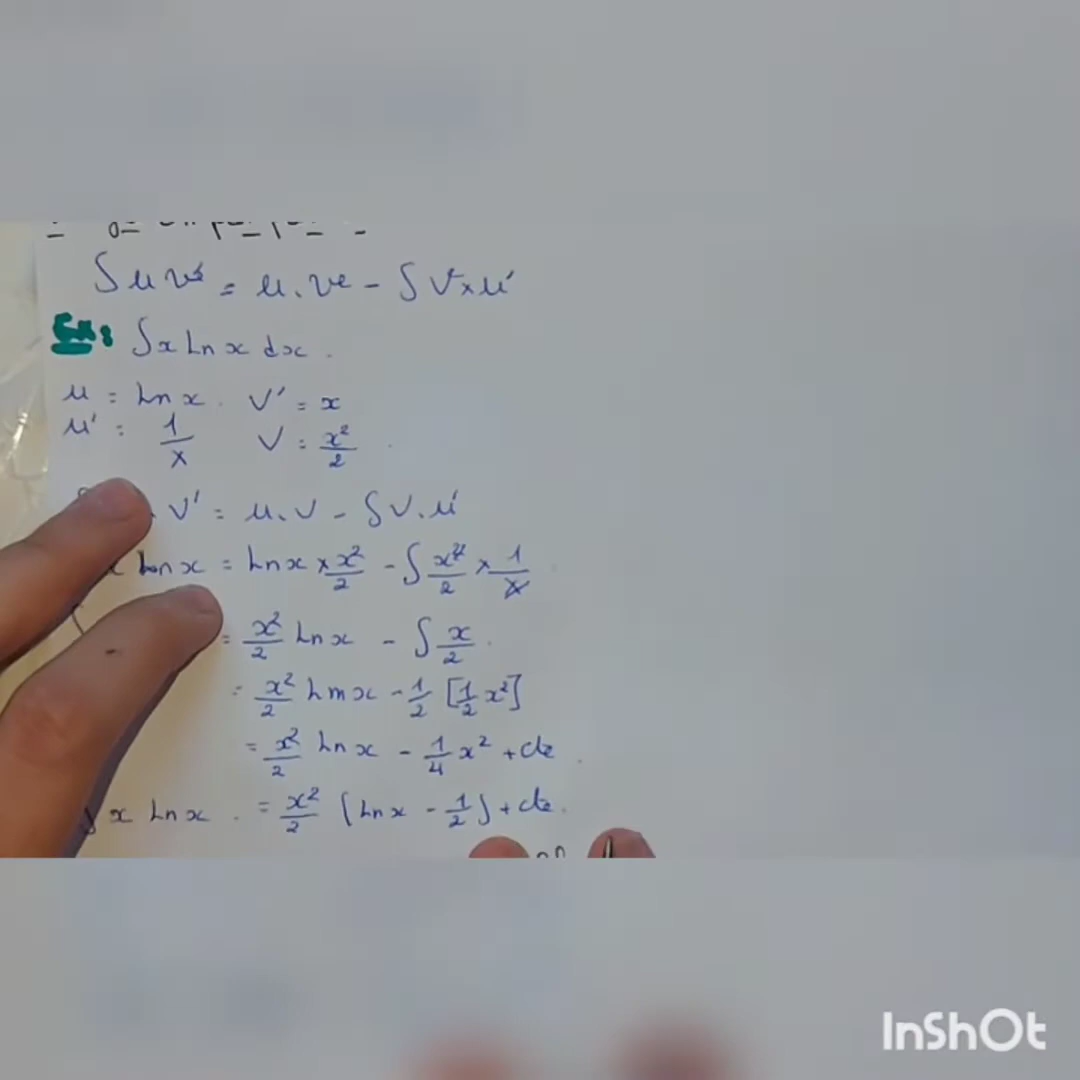 ∫ u v' = u . v - ∫ v × u'
Ex : ∫ x Ln x dx .
u = Ln x . v' = x
u' : 1/x v = x²/2
v' = u . v - ∫ v . u'
Ln x = Ln x × x²/2 - ∫ x²/2 × 1/x
= x²/2 Ln x - ∫ x/2 .
= x²/2 Ln x - 1/2 [1/2 x²]
= x²/2 Ln x - 1/4 x² + cte .
∫ x Ln x . = x²/2 (Ln x - 1/2) + cte .
InShOt